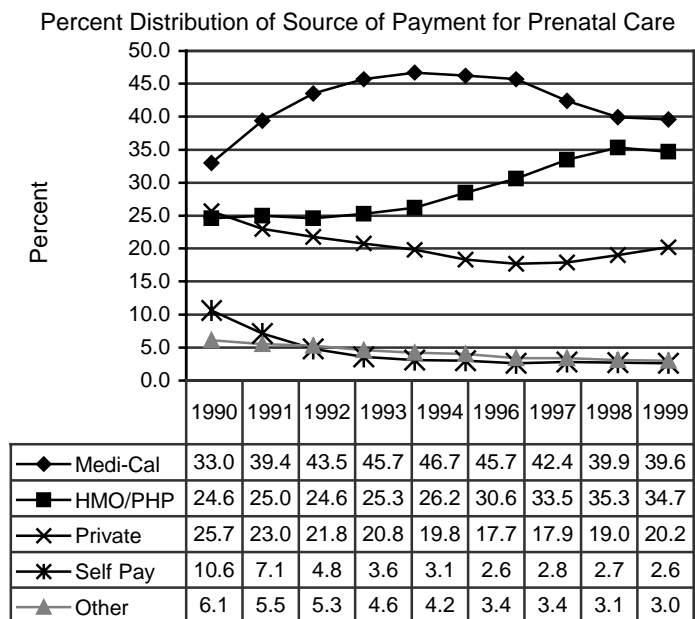 Percent Distribution of Source of Payment for Prenatal Care
50.0
45.0
40.0
35.0
30.0
25.0
20.0
15.0
10.0
5.0
0.0
Percent
1990 1991 1992 1993 1994 1996 1997 1998 1999
Medi-Cal 33.0 39.4 43.5 45.7 46.7 45.7 42.4 39.9 39.6
HMO/PHP 24.6 25.0 24.6 25.3 26.2 30.6 33.5 35.3 34.7
Private 25.7 23.0 21.8 20.8 19.8 17.7 17.9 19.0 20.2
Self Pay 10.6 7.1 4.8 3.6 3.1 2.6 2.8 2.7 2.6
Other 6.1 5.5 5.3 4.6 4.2 3.4 3.4 3.1 3.0